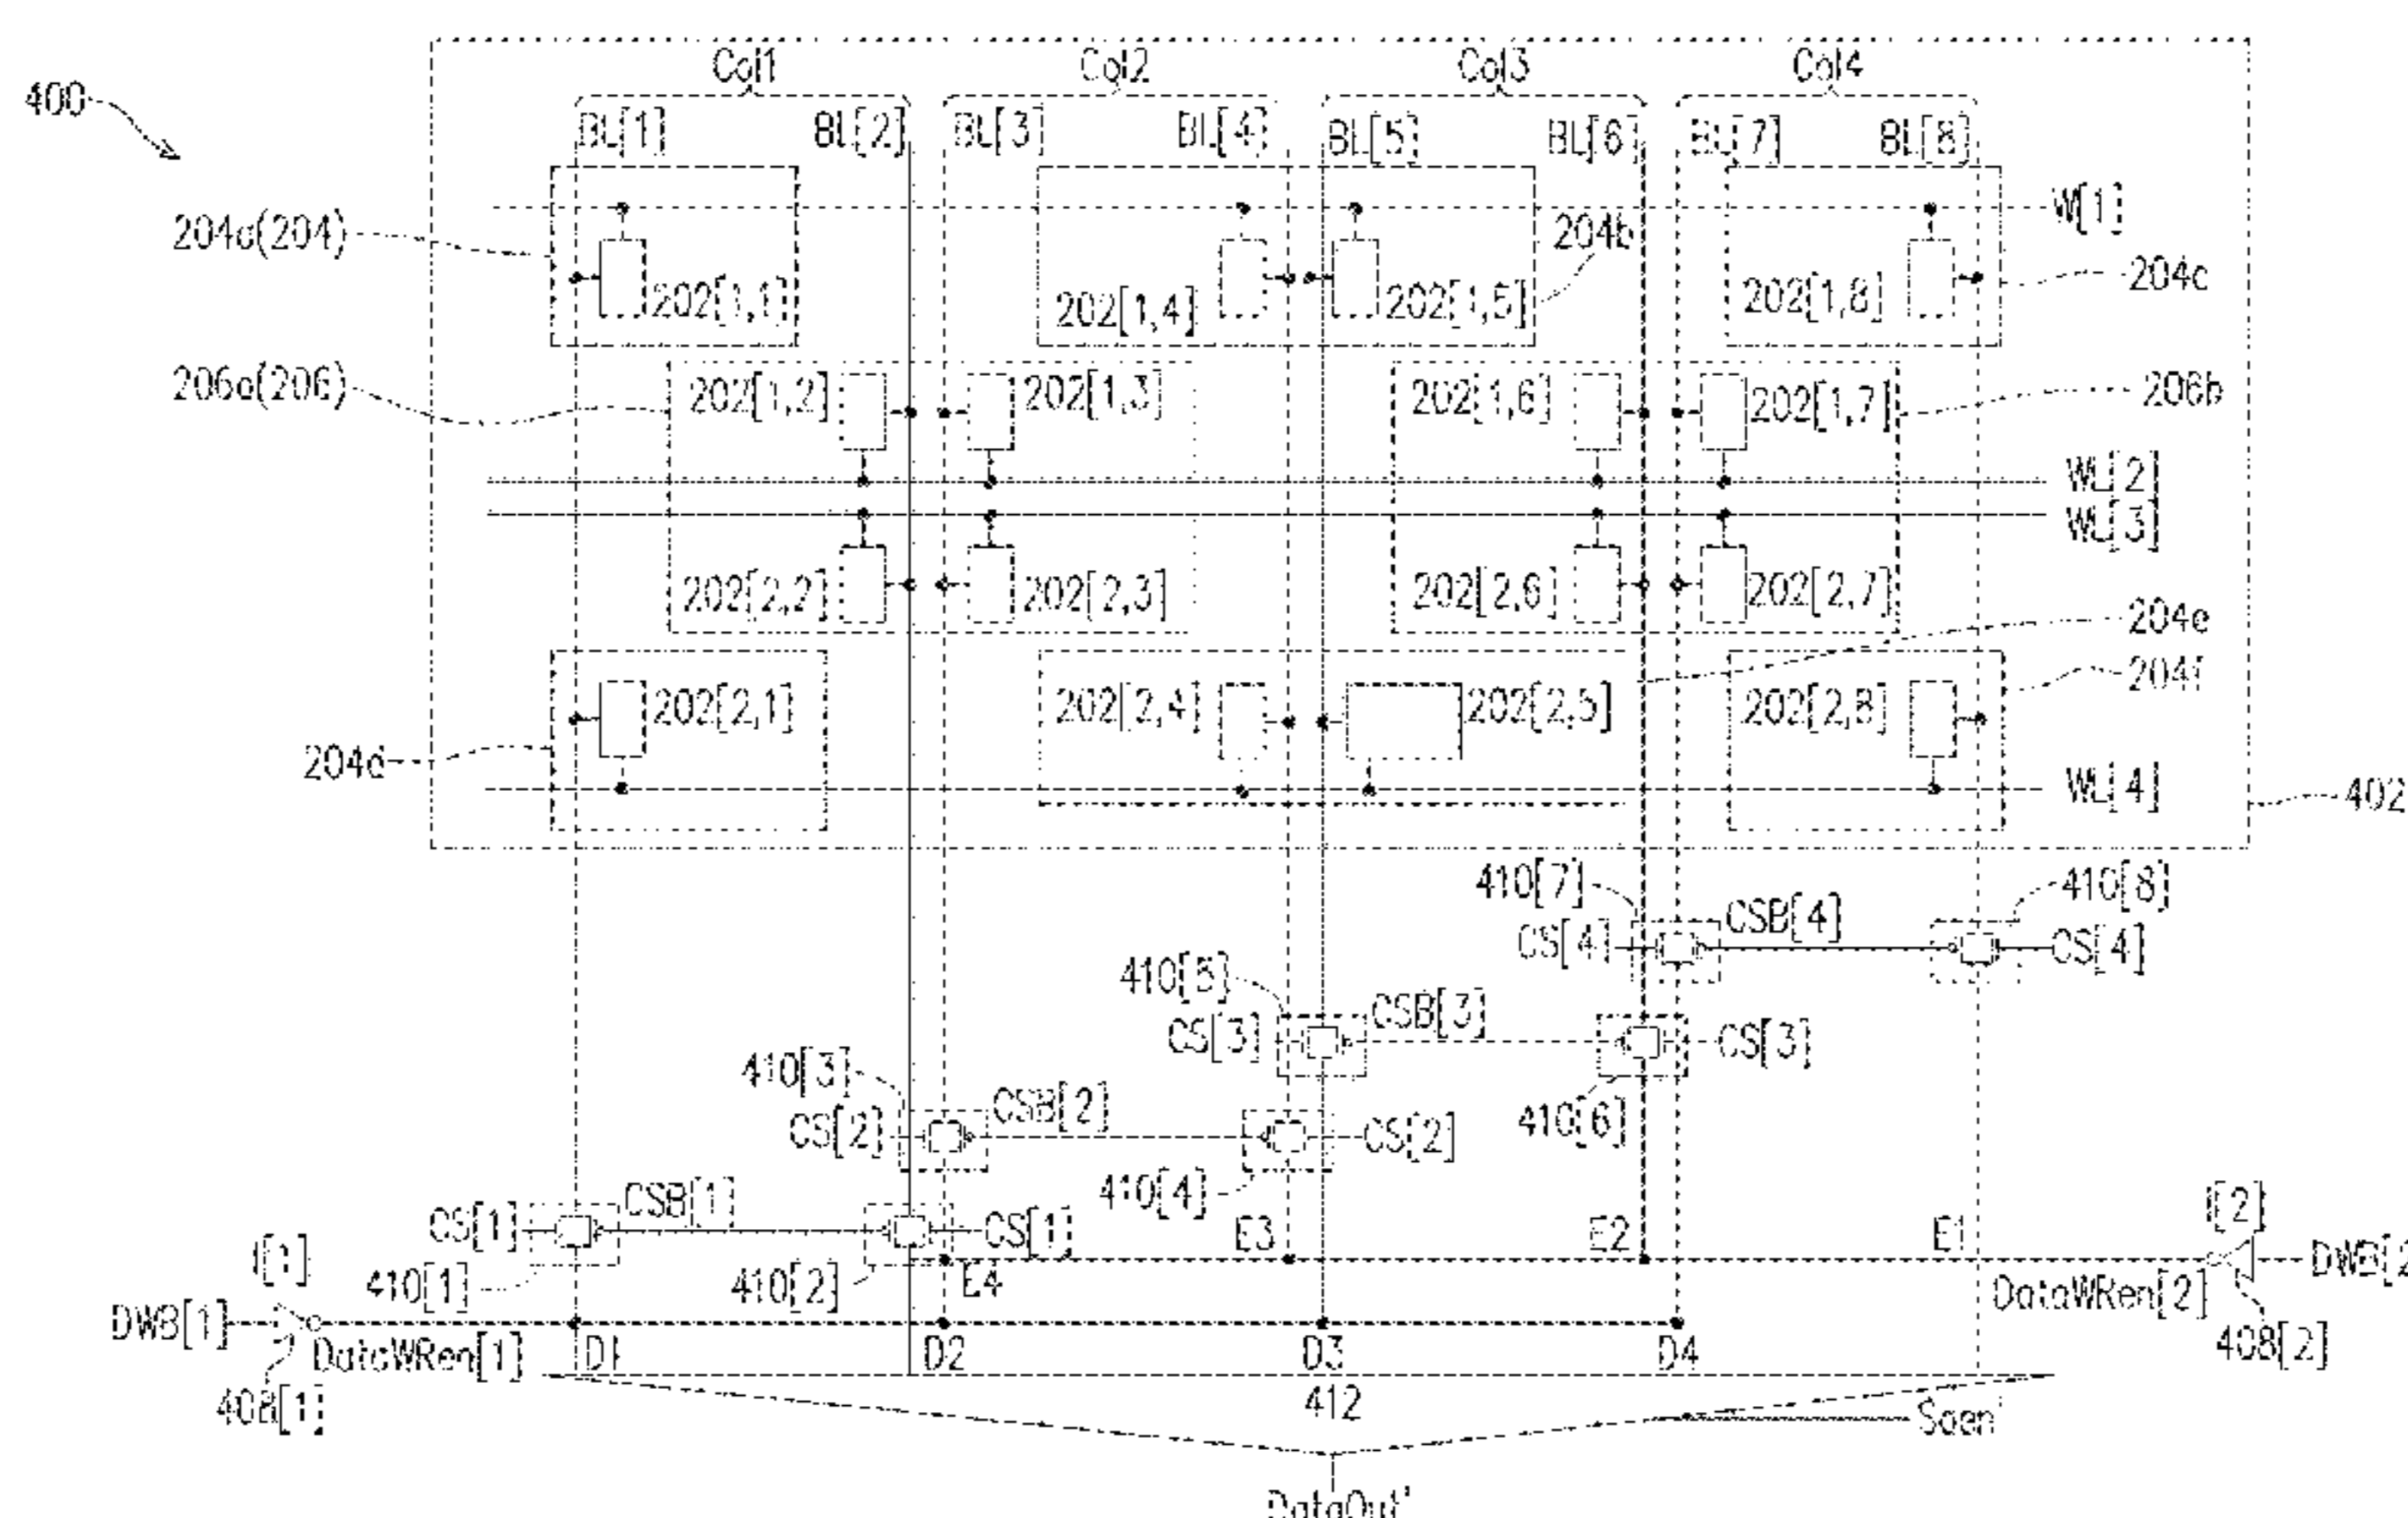 Col1 Col2 Col3 Col4
400
BL[1] BL[2] BL[3] BL[4] BL[5] BL[6] BL[7] BL[8]
W[1]
204a(204) 204b
202[1,1] 202[1,4] 202[1,5] 202[1,8] 204c
206a(206) 202[1,2] 202[1,3] 202[1,6] 202[1,7] 206b
WL[2]
WL[3]
202[2,2] 202[2,3] 202[2,6] 202[2,7]
204e
204f
202[2,1] 202[2,4] 202[2,5] 202[2,8]
204d
WL[4] 402
410[7] 410[8]
CS[4] CSB[4] CS[4]
410[5]
CS[3] CSB[3] CS[3]
410[3]
CS[2] CSB[2] CS[2] 410[6]
410[4]
CS[1] CSB[1] CS[1] E3 E2 E1 I[2]
I[1] DWB[2
410[1] 410[2] E4 DataWRen[2]
DWB[1] 408[2]
DataWRen[1] D1 D2 D3 D4
408[1] 412 Saen
DataOut'